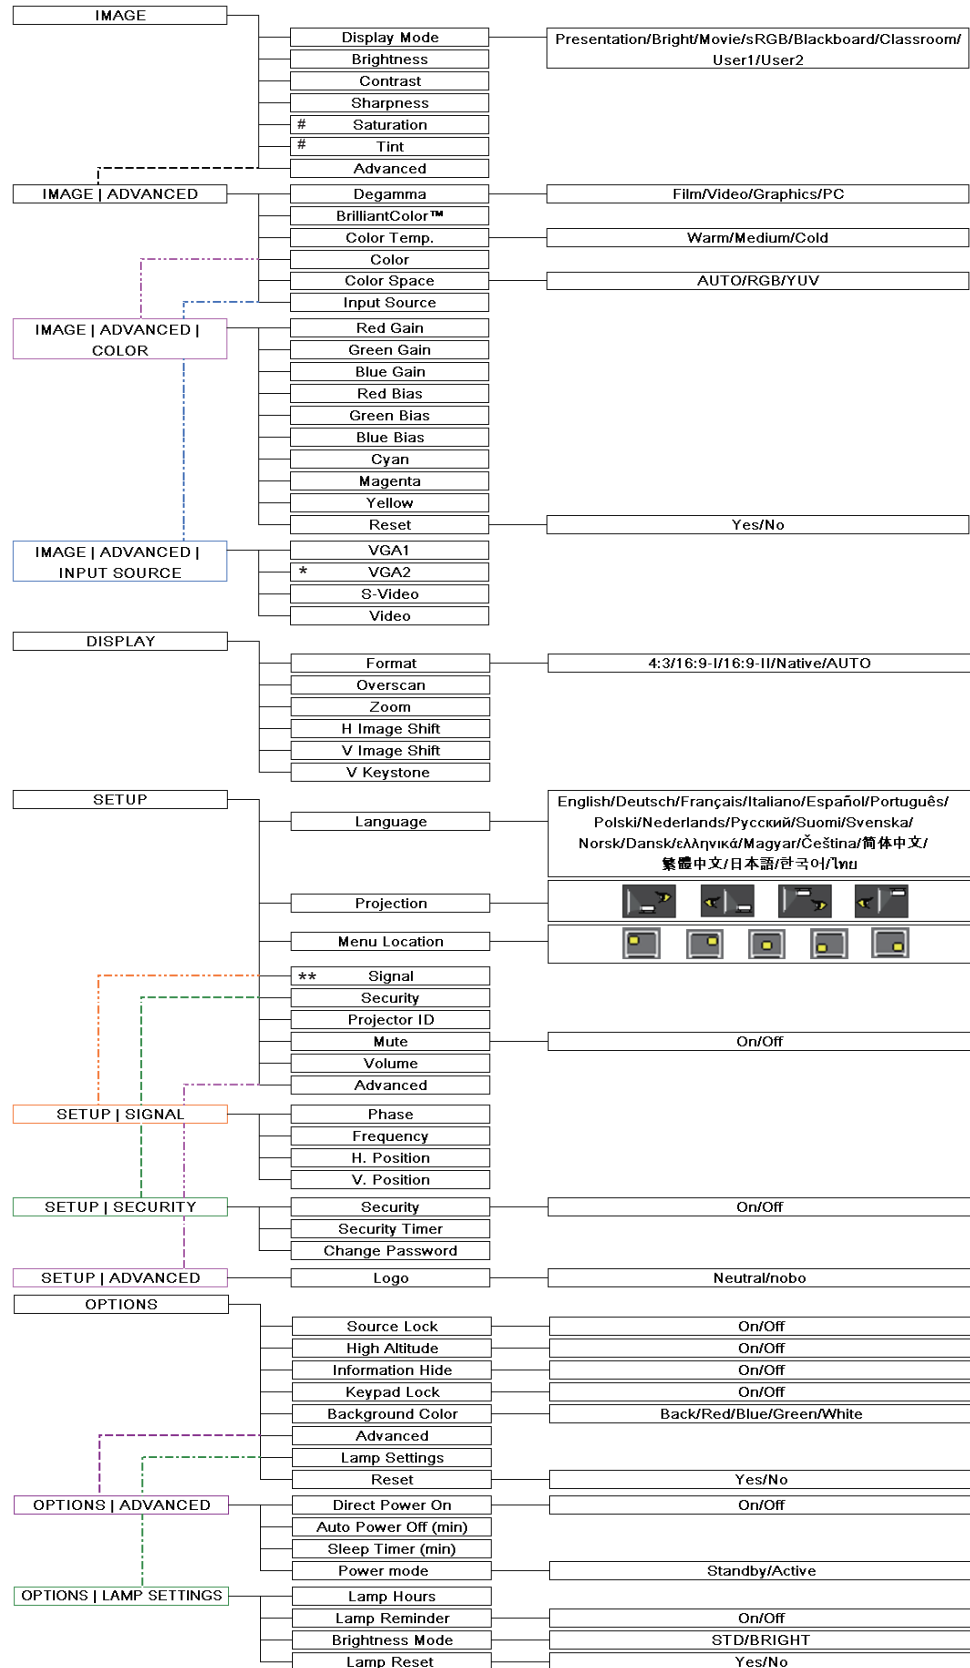 IMAGE
Display Mode
Presentation/Bright/Movie/sRGB/Blackboard/Classroom/
User1/User2
Brightness
Contrast
Sharpness
# Saturation
# Tint
Advanced
IMAGE | ADVANCED
Degamma
Film/Video/Graphics/PC
BrilliantColor™
Color Temp.
Warm/Medium/Cold
Color
Color Space
AUTO/RGB/YUV
Input Source
IMAGE | ADVANCED |
COLOR
Red Gain
Green Gain
Blue Gain
Red Bias
Green Bias
Blue Bias
Cyan
Magenta
Yellow
Reset
Yes/No
IMAGE | ADVANCED |
INPUT SOURCE
VGA1
* VGA2
S-Video
Video
DISPLAY
Format
4:3/16:9-I/16:9-II/Native/AUTO
Overscan
Zoom
H Image Shift
V Image Shift
V Keystone
SETUP
Language
English/Deutsch/Français/Italiano/Español/Português/
Polski/Nederlands/Русский/Suomi/Svenska/
Norsk/Dansk/ελληνικά/Magyar/Čeština/简体中文/
繁體中文/日本語/한국어/ไทย
Projection
Menu Location
** Signal
Security
Projector ID
Mute
On/Off
Volume
Advanced
SETUP | SIGNAL
Phase
Frequency
H. Position
V. Position
SETUP | SECURITY
Security
On/Off
Security Timer
Change Password
SETUP | ADVANCED
Logo
Neutral/nobo
OPTIONS
Source Lock
On/Off
High Altitude
On/Off
Information Hide
On/Off
Keypad Lock
On/Off
Background Color
Back/Red/Blue/Green/White
Advanced
Lamp Settings
Reset
Yes/No
OPTIONS | ADVANCED
Direct Power On
On/Off
Auto Power Off (min)
Sleep Timer (min)
Power mode
Standby/Active
OPTIONS | LAMP SETTINGS
Lamp Hours
Lamp Reminder
On/Off
Brightness Mode
STD/BRIGHT
Lamp Reset
Yes/No